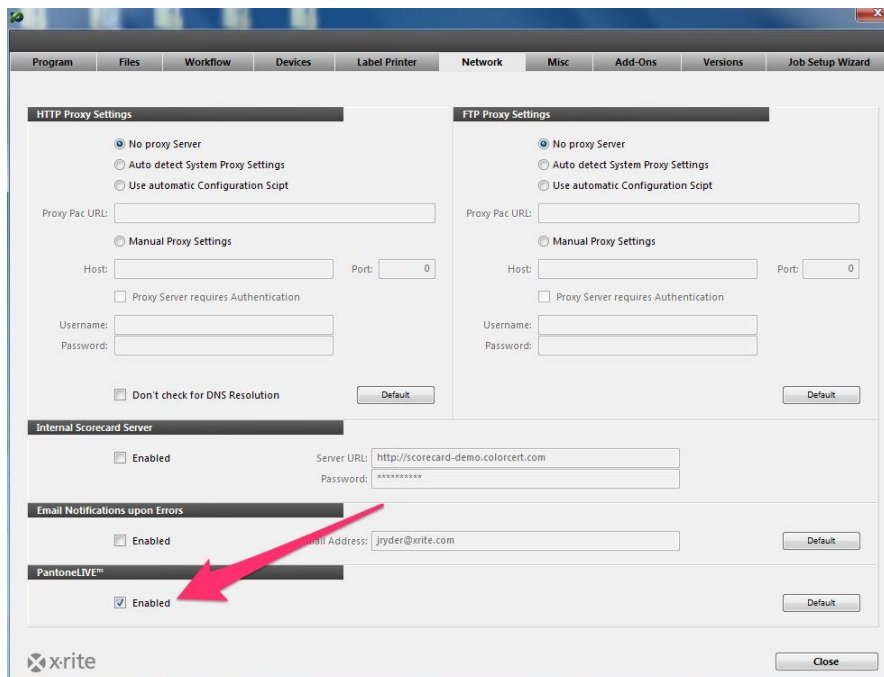 Program Files Workflow Devices Label Printer Network Misc Add-Ons Versions Job Setup Wizard
HTTP Proxy Settings
No proxy Server
Auto detect System Proxy Settings
Use automatic Configuration Scipt
Proxy Pac URL:
Manual Proxy Settings
Host: Port: 0
Proxy Server requires Authentication
Username:
Password:
Don't check for DNS Resolution Default
FTP Proxy Settings
No proxy Server
Auto detect System Proxy Settings
Use automatic Configuration Scipt
Proxy Pac URL:
Manual Proxy Settings
Host: Port: 0
Proxy Server requires Authentication
Username:
Password:
Default
Internal Scorecard Server
Enabled Server URL: http://scorecard-demo.colorcert.com
Password: **********
Email Notifications upon Errors
Enabled Address: jryder@xrite.com Default
PantoneLIVE™
Enabled Default
x·rite Close